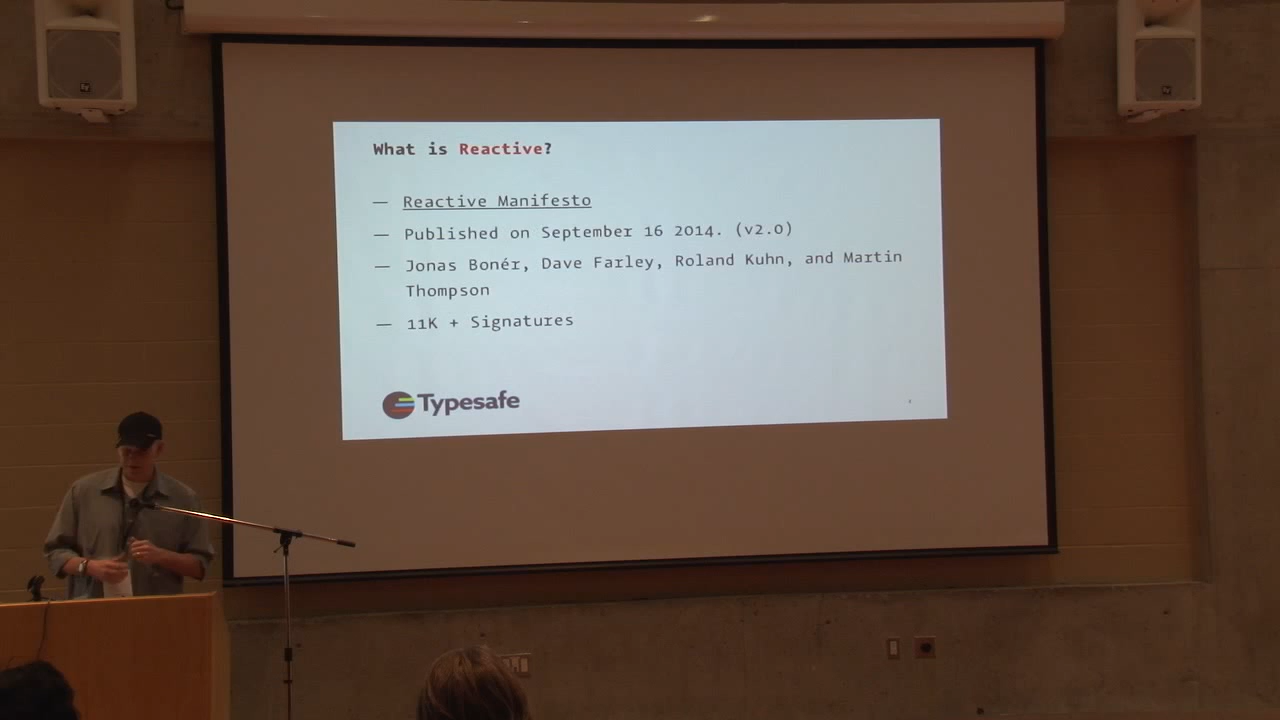 What is Reactive?
— Reactive Manifesto
— Published on September 16 2014. (v2.0)
— Jonas Bonér, Dave Farley, Roland Kuhn, and Martin
Thompson
— 11K + Signatures
Typesafe